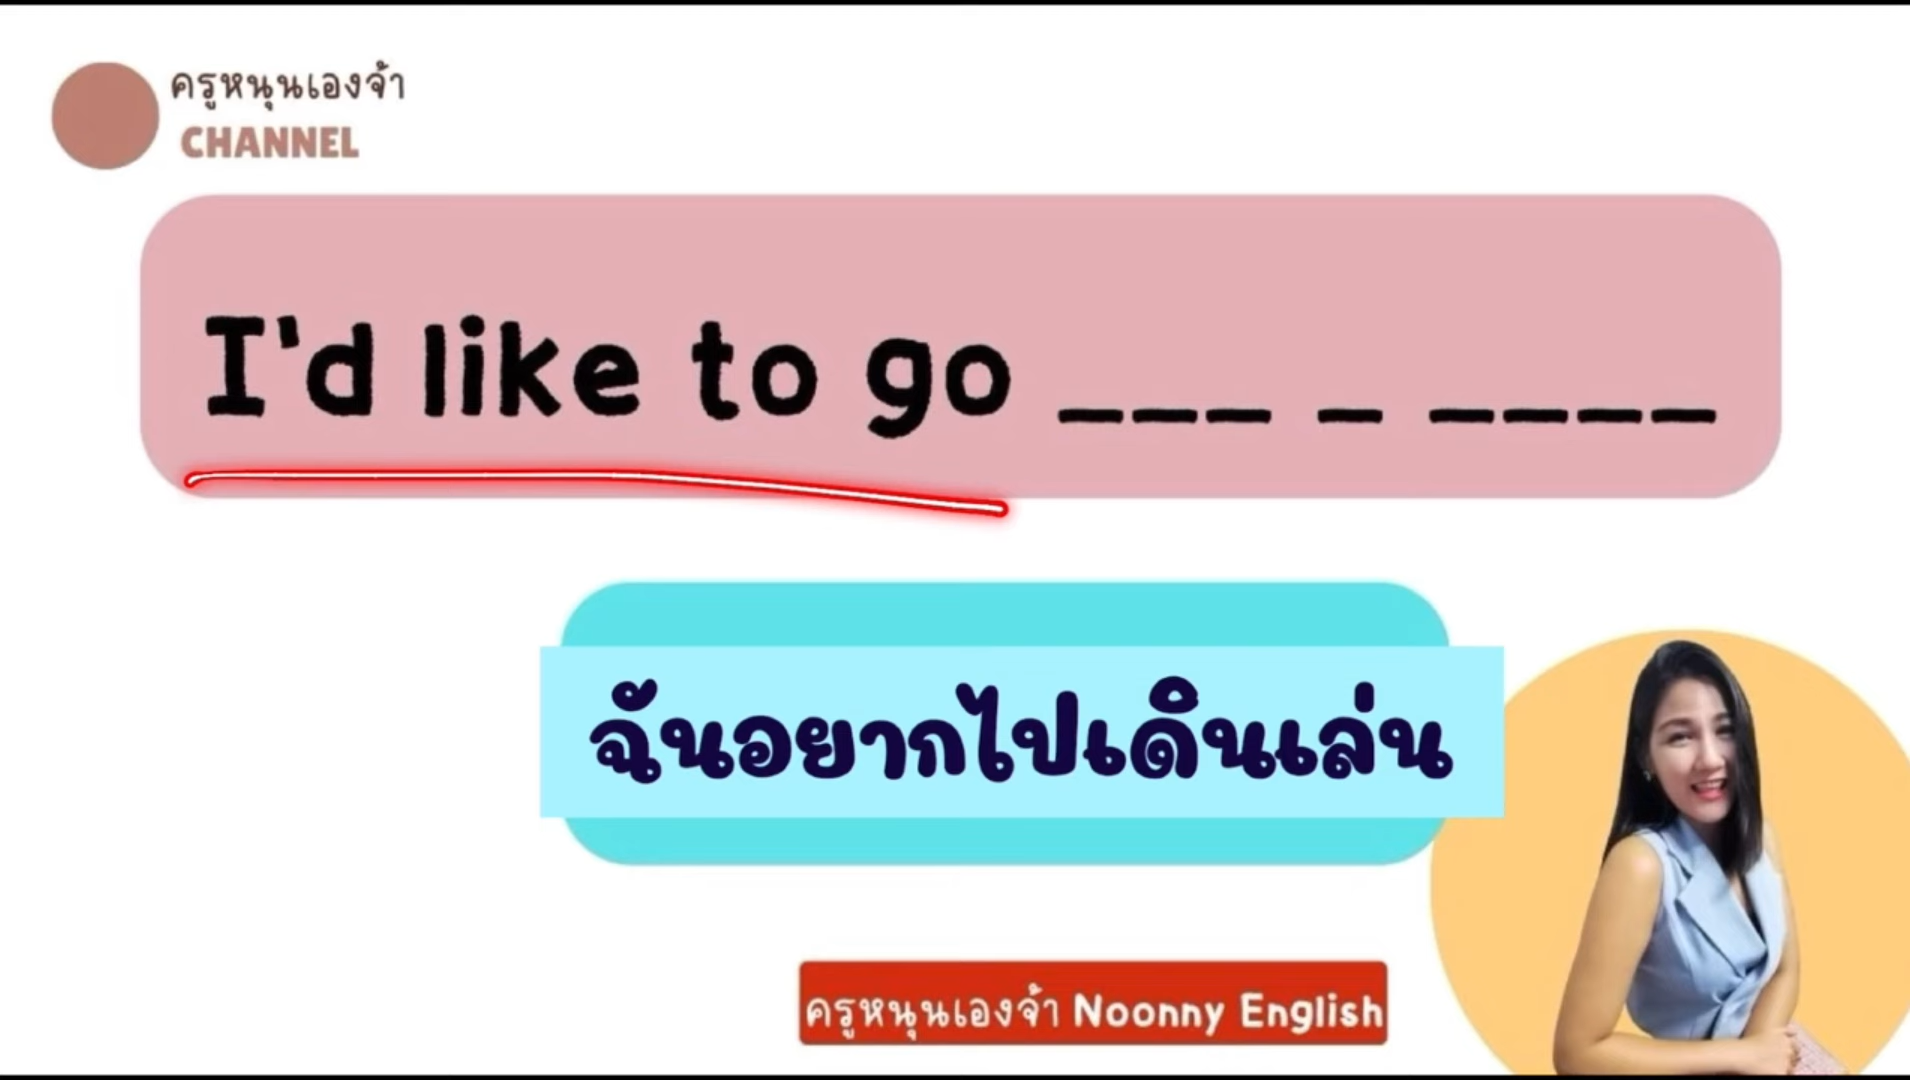 ครูหนุนเองจ้า
CHANNEL
I'd like to go ___ _ ____
ฉันอยากไปเดินเล่น
ครูหนุนเองจ้า Noonny English